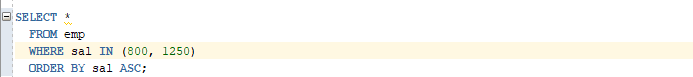 SELECT *
FROM emp
WHERE sal IN (800, 1250)
ORDER BY sal ASC;